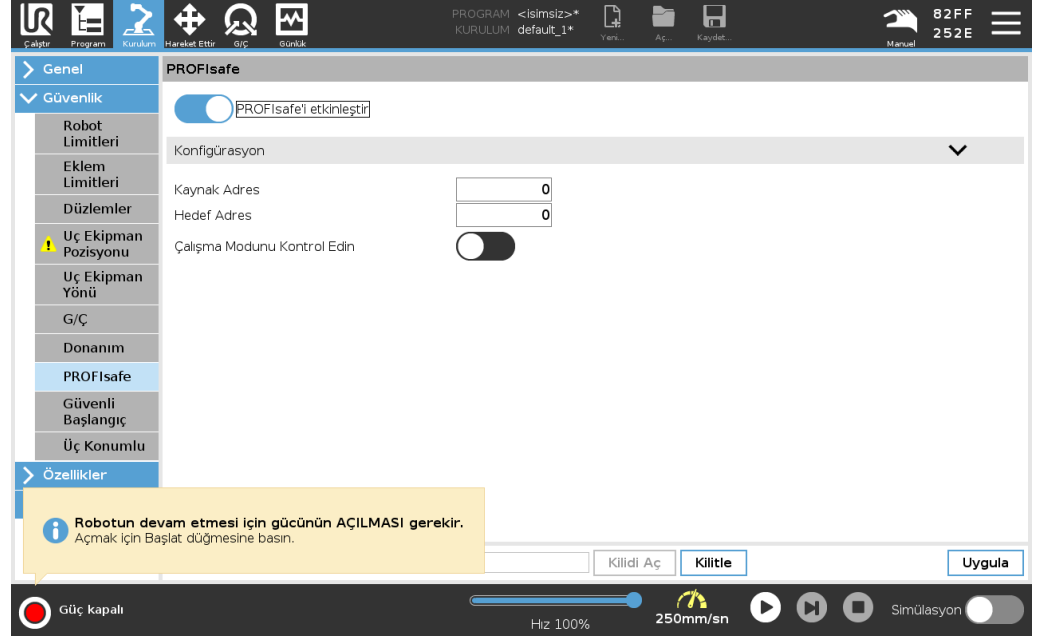 PROGRAM <isimsiz>*
KURULUM default_1*
82FF
252E
Çalıştır Program Kurulum Hareket Ettir G/Ç Günlük
Yeni... Aç... Kaydet...
Manuel
Genel
Güvenlik
Robot
Limitleri
Eklem
Limitleri
Düzlemler
Uç Ekipman
Pozisyonu
Uç Ekipman
Yönü
G/Ç
Donanım
PROFIsafe
Güvenli
Başlangıç
Üç Konumlu
Özellikler
PROFIsafe
PROFIsafe'i etkinleştir
Konfigürasyon
Kaynak Adres 0
Hedef Adres 0
Çalışma Modunu Kontrol Edin
Robotun devam etmesi için gücünün AÇILMASI gerekir.
Açmak için Başlat düğmesine basın.
Kilidi Aç Kilitle Uygula
Güç kapalı
Hız 100%
250mm/sn
Simülasyon